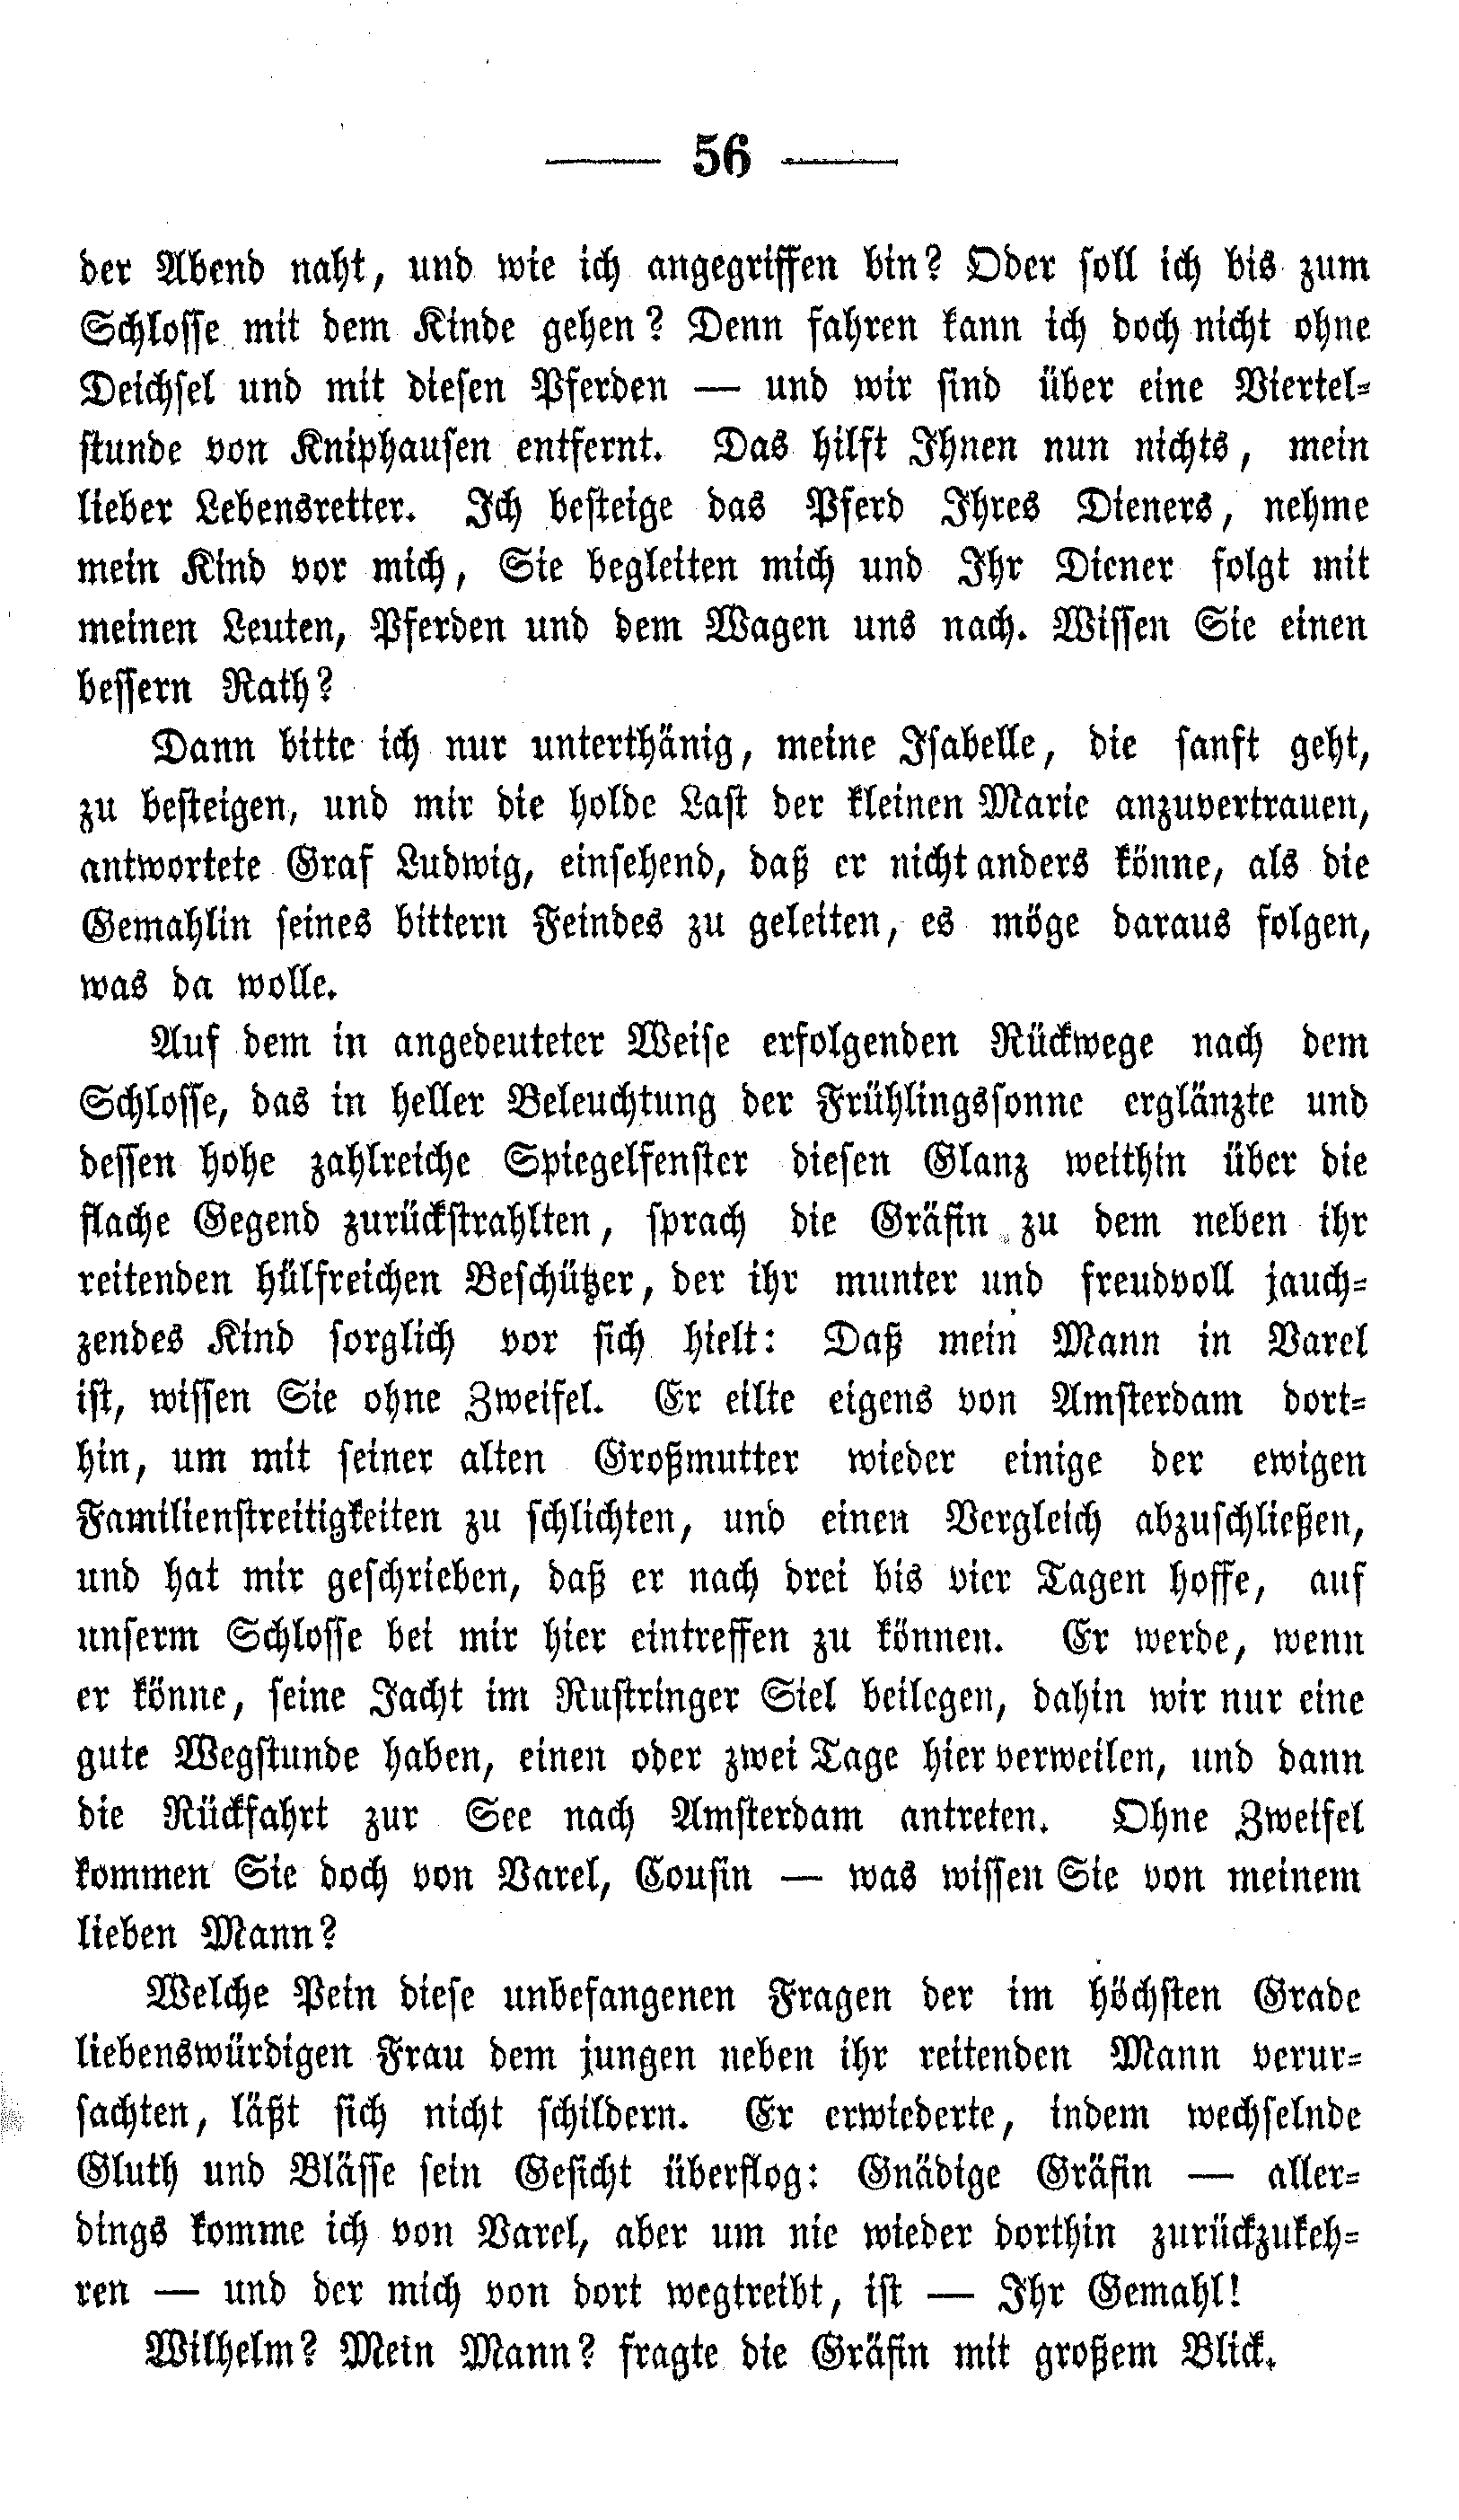 — 56 —
der Abend naht, und wie ich angegriffen bin? Oder soll ich bis zum
Schlosse mit dem Kinde gehen? Denn fahren kann ich doch nicht ohne
Deichsel und mit diesen Pferden — und wir sind über eine Viertel-
stunde von Kniphausen entfernt. Das hilft Ihnen nun nichts, mein
lieber Lebensretter. Ich besteige das Pferd Ihres Dieners, nehme
mein Kind vor mich, Sie begleiten mich und Ihr Diener folgt mit
meinen Leuten, Pferden und dem Wagen uns nach. Wissen Sie einen
bessern Rath?
Dann bitte ich nur unterthänig, meine Isabelle, die sanft geht,
zu besteigen, und mir die holde Last der kleinen Marie anzuvertrauen,
antwortete Graf Ludwig, einsehend, daß er nicht anders könne, als die
Gemahlin seines bittern Feindes zu geleiten, es möge daraus folgen,
was da wolle.
Auf dem in angedeuteter Weise erfolgenden Rückwege nach dem
Schlosse, das in heller Beleuchtung der Frühlingssonne erglänzte und
dessen hohe zahlreiche Spiegelfenster diesen Glanz weithin über die
flache Gegend zurückstrahlten, sprach die Gräfin zu dem neben ihr
reitenden hülfreichen Beschützer, der ihr munter und freudvoll jauch-
zendes Kind sorglich vor sich hielt: Daß mein Mann in Varel
ist, wissen Sie ohne Zweifel. Er eilte eigens von Amsterdam dort-
hin, um mit seiner alten Großmutter wieder einige der ewigen
Familienstreitigkeiten zu schlichten, und einen Vergleich abzuschließen,
und hat mir geschrieben, daß er nach drei bis vier Tagen hoffe, auf
unserm Schlosse bei mir hier eintreffen zu können. Er werde, wenn
er könne, seine Jacht im Rustringer Siel beilegen, dahin wir nur eine
gute Wegstunde haben, einen oder zwei Tage hier verweilen, und dann
die Rückfahrt zur See nach Amsterdam antreten. Ohne Zweifel
kommen Sie doch von Varel, Cousin — was wissen Sie von meinem
lieben Mann?
Welche Pein diese unbefangenen Fragen der im höchsten Grade
liebenswürdigen Frau dem jungen neben ihr reitenden Mann verur-
sachten, läßt sich nicht schildern. Er erwiederte, indem wechselnde
Gluth und Blässe sein Gesicht überflog: Gnädige Gräfin — aller-
dings komme ich von Varel, aber um nie wieder dorthin zurückzukeh-
ren — und der mich von dort wegtreibt, ist — Ihr Gemahl!
Wilhelm? Mein Mann? fragte die Gräfin mit großem Blick.